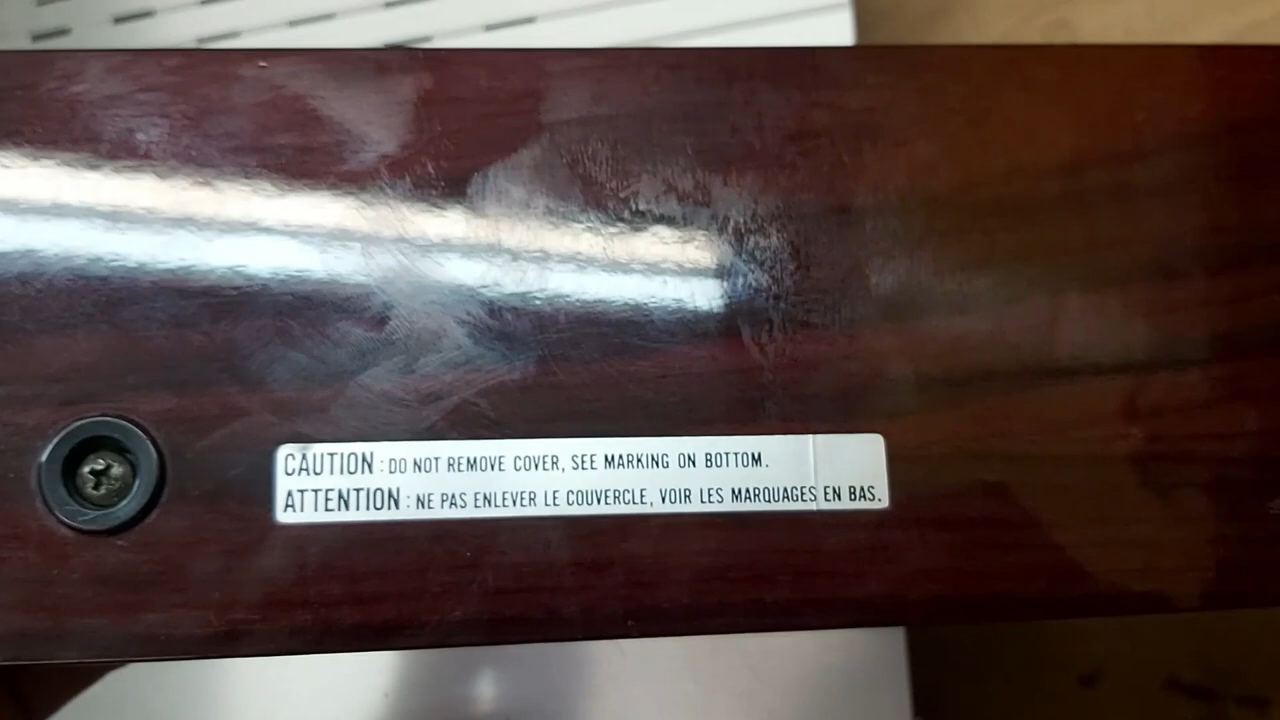 CAUTION : DO NOT REMOVE COVER, SEE MARKING ON BOTTOM.
ATTENTION : NE PAS ENLEVER LE COUVERCLE, VOIR LES MARQUAGES EN BAS.